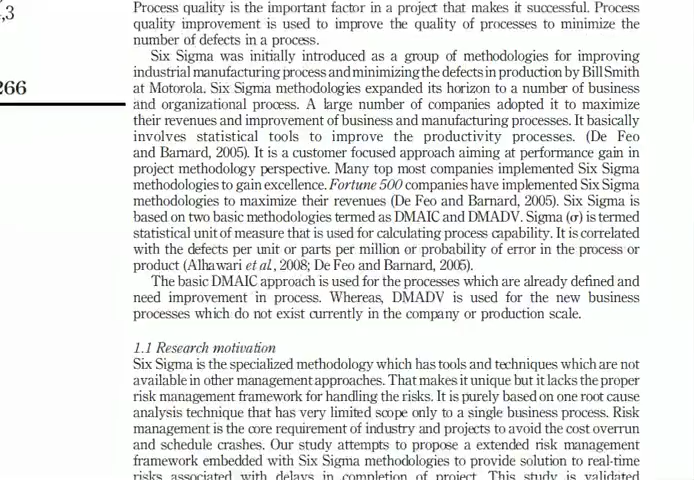 ,3
Process quality is the important factor in a project that makes it successful. Process
quality improvement is used to improve the quality of processes to minimize the
number of defects in a process.
Six Sigma was initially introduced as a group of methodologies for improving
industrial manufacturing process and minimizing the defects in production by Bill Smith
266
at Motorola. Six Sigma methodologies expanded its horizon to a number of business
and organizational process. A large number of companies adopted it to maximize
their revenues and improvement of business and manufacturing processes. It basically
involves statistical tools to improve the productivity processes. (De Feo
and Barnard, 2005). It is a customer focused approach aiming at performance gain in
project methodology perspective. Many top most companies implemented Six Sigma
methodologies to gain excellence. Fortune 500 companies have implemented Six Sigma
methodologies to maximize their revenues (De Feo and Barnard, 2005). Six Sigma is
based on two basic methodologies termed as DMAIC and DMADV. Sigma (σ) is termed
statistical unit of measure that is used for calculating process capability. It is correlated
with the defects per unit or parts per million or probability of error in the process or
product (Alhawari et al., 2008; De Feo and Barnard, 2005).
The basic DMAIC approach is used for the processes which are already defined and
need improvement in process. Whereas, DMADV is used for the new business
processes which do not exist currently in the company or production scale.
1.1 Research motivation
Six Sigma is the specialized methodology which has tools and techniques which are not
available in other management approaches. That makes it unique but it lacks the proper
risk management framework for handling the risks. It is purely based on one root cause
analysis technique that has very limited scope only to a single business process. Risk
management is the core requirement of industry and projects to avoid the cost overrun
and schedule crashes. Our study attempts to propose a extended risk management
framework embedded with Six Sigma methodologies to provide solution to real-time
risks associated with delays in completion of project. This study is validated